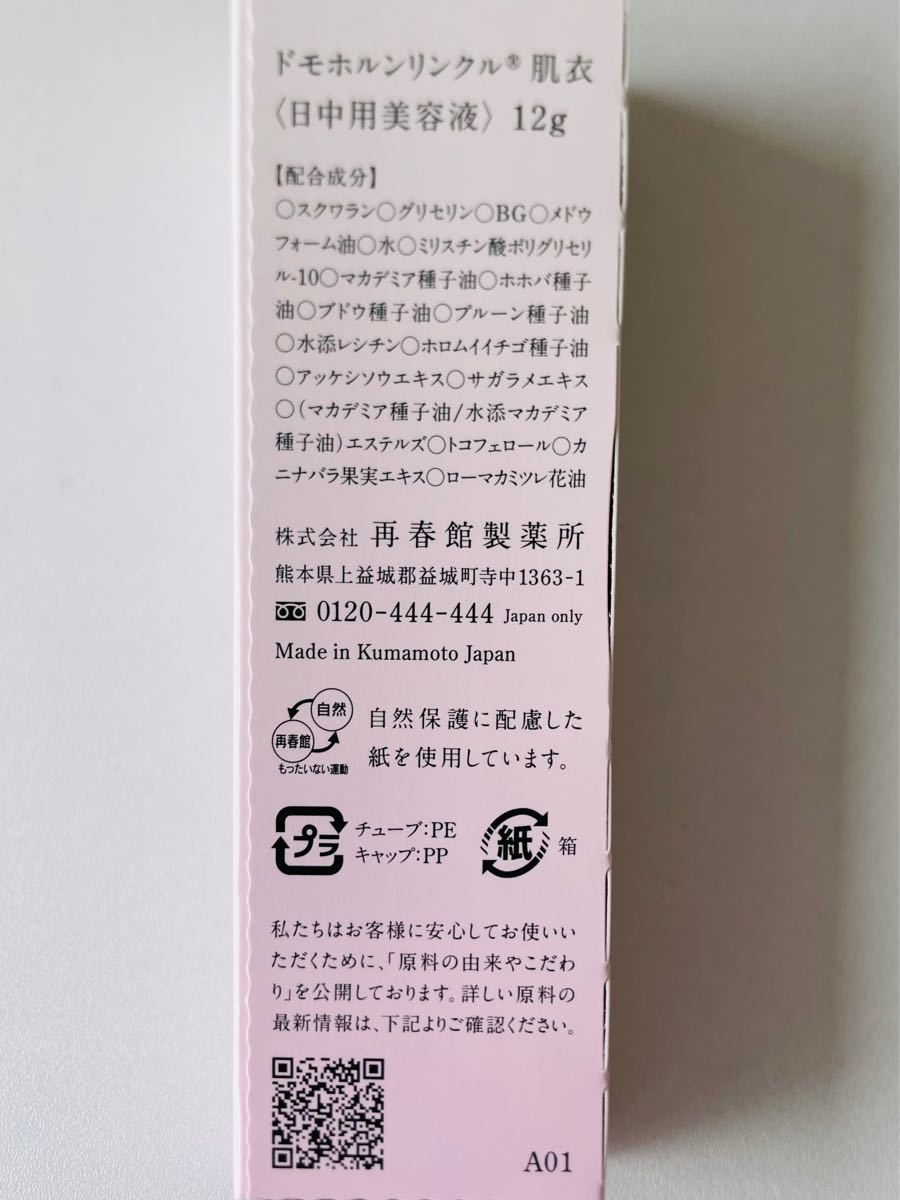 ドモホルンリンクル® 肌衣
〈日中用美容液〉 12g
【配合成分】
○スクワラン○グリセリン○BG○メドウ
フォーム油○水○ミリスチン酸ポリグリセリ
ル-10○マカデミア種子油○ホホバ種子
油○ブドウ種子油○プルーン種子油
○水添レシチン○ホロムイイチゴ種子油
○アッケシソウエキス○サガラメエキス
○(マカデミア種子油/水添マカデミア
種子油)エステルズ○トコフェロール○カ
ニナバラ果実エキス○ローマカミツレ花油
株式会社 再春館製薬所
熊本県上益城郡益城町寺中1363-1
0120-444-444 Japan only
Made in Kumamoto Japan
自然
再春館
もったいない運動
自然保護に配慮した
紙を使用しています。
プラ
チューブ:PE
キャップ:PP
紙
箱
私たちはお客様に安心してお使いい
ただくために、「原料の由来やこだわ
り」を公開しております。詳しい原料の
最新情報は、下記よりご確認ください。
A01